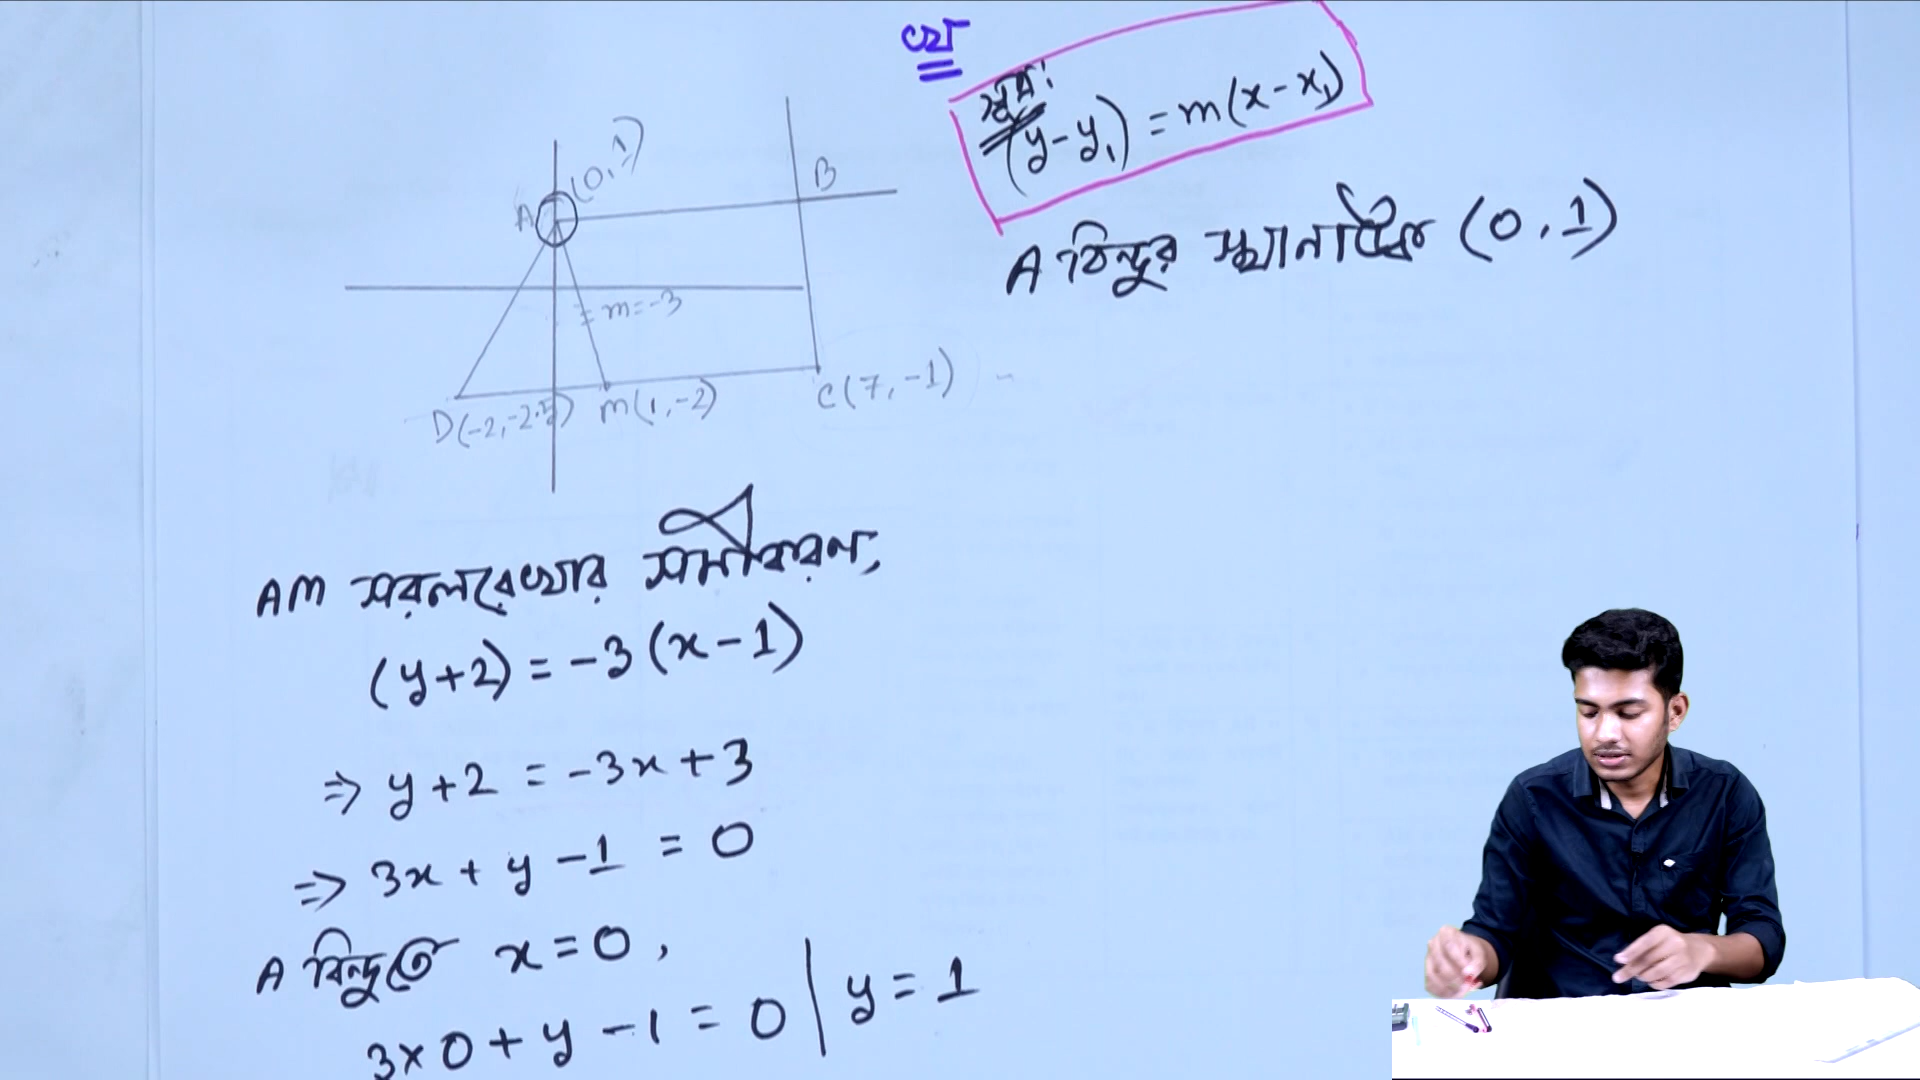 খ
সূত্র:
(y-y₁) = m(x-x₁)
A(0,1)
B
A বিন্দুর স্থানাঙ্ক (0,1)
= m=-3
D(-2,-2.5) m(1,-2) C(7,-1)
AM সরলরেখার সমীকরণ,
(y+2) = -3(x-1)
⇒ y+2 = -3x+3
⇒ 3x+y-1 = 0
A বিন্দুতে x=0,
3×0+y-1=0 | y=1